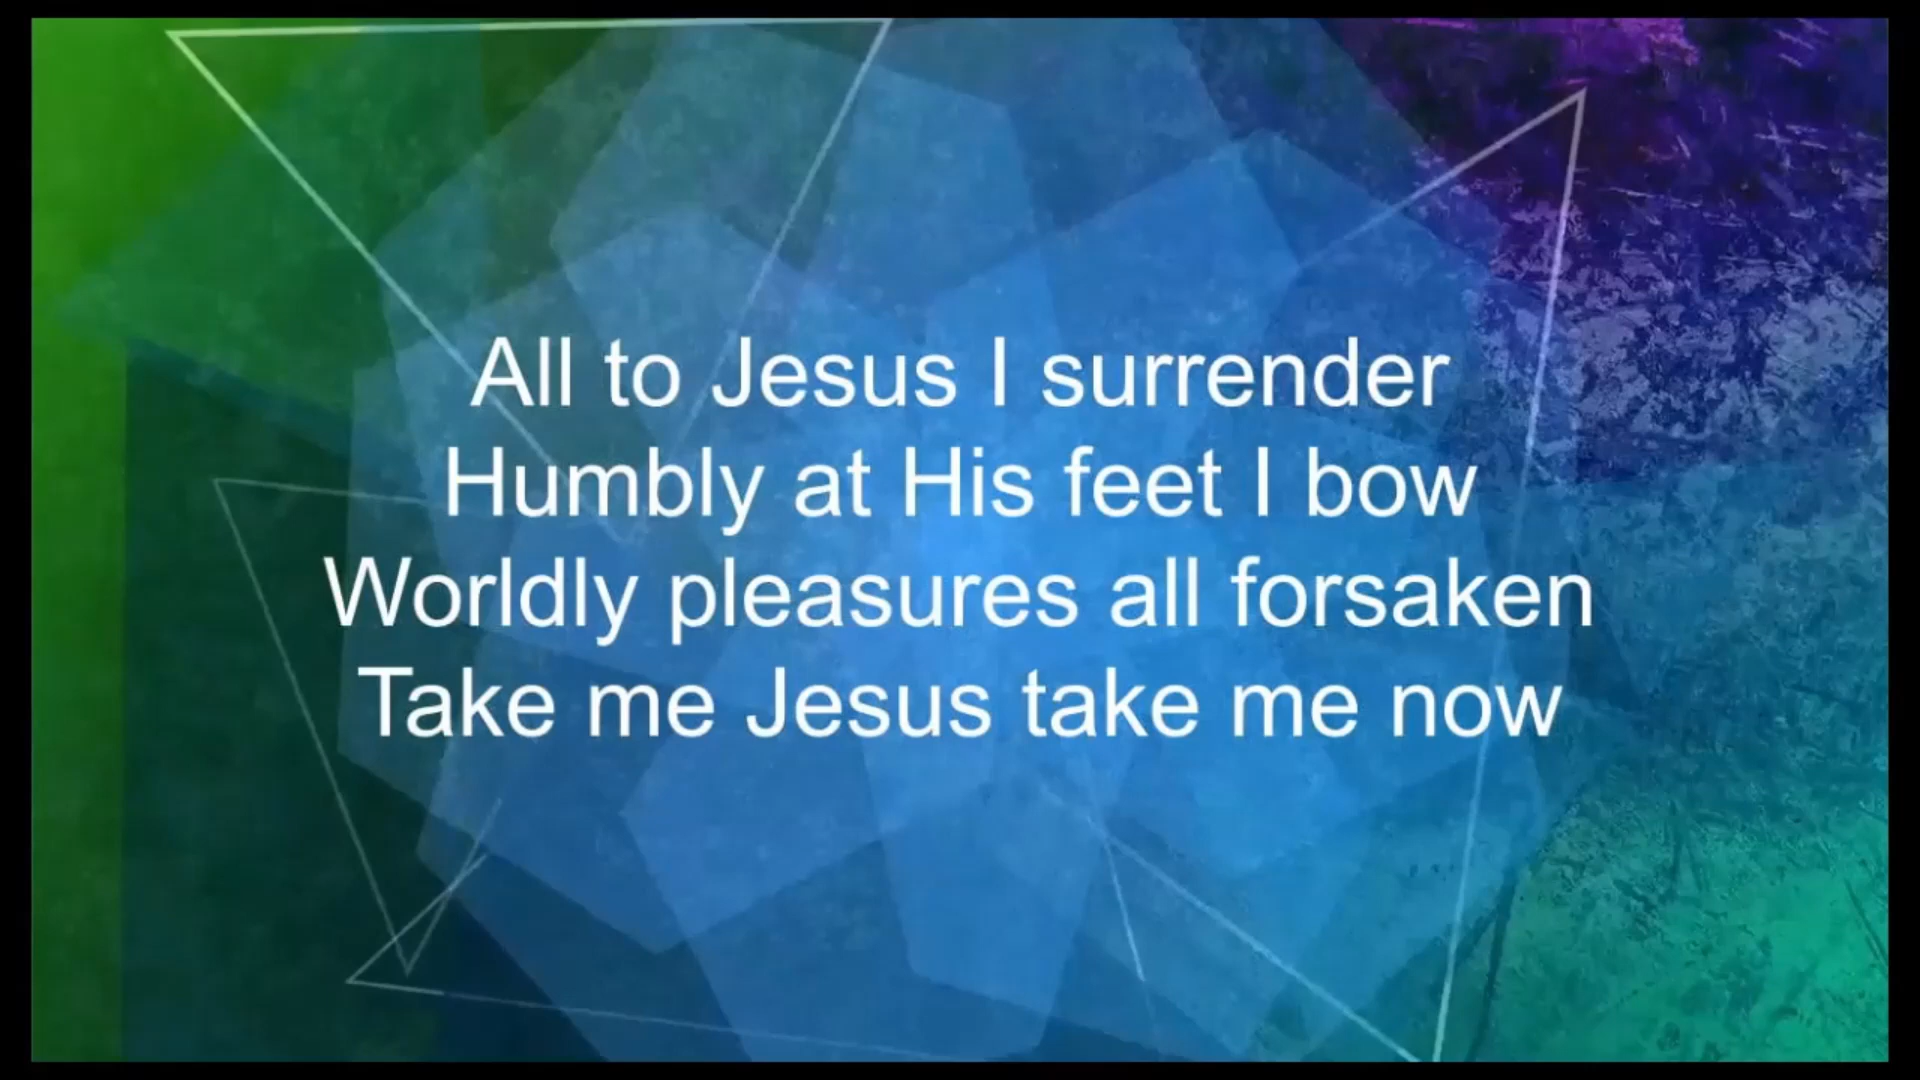 All to Jesus I surrender
Humbly at His feet I bow
Worldly pleasures all forsaken
Take me Jesus take me now